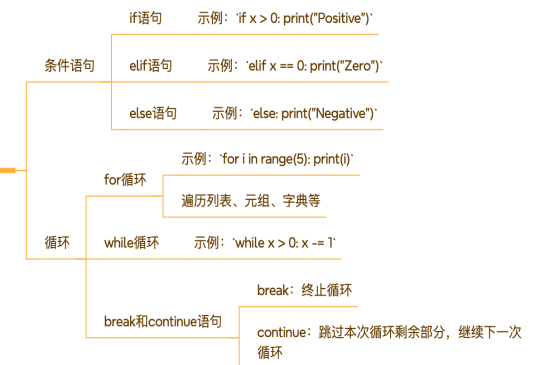 if语句 示例：`if x > 0: print("Positive")`
条件语句 elif语句 示例：`elif x == 0: print("Zero")`
else语句 示例：`else: print("Negative")`
示例：`for i in range(5): print(i)`
for循环
遍历列表、元组、字典等
循环 while循环 示例：`while x > 0: x -= 1`
break：终止循环
break和continue语句
continue：跳过本次循环剩余部分，继续下一次
循环